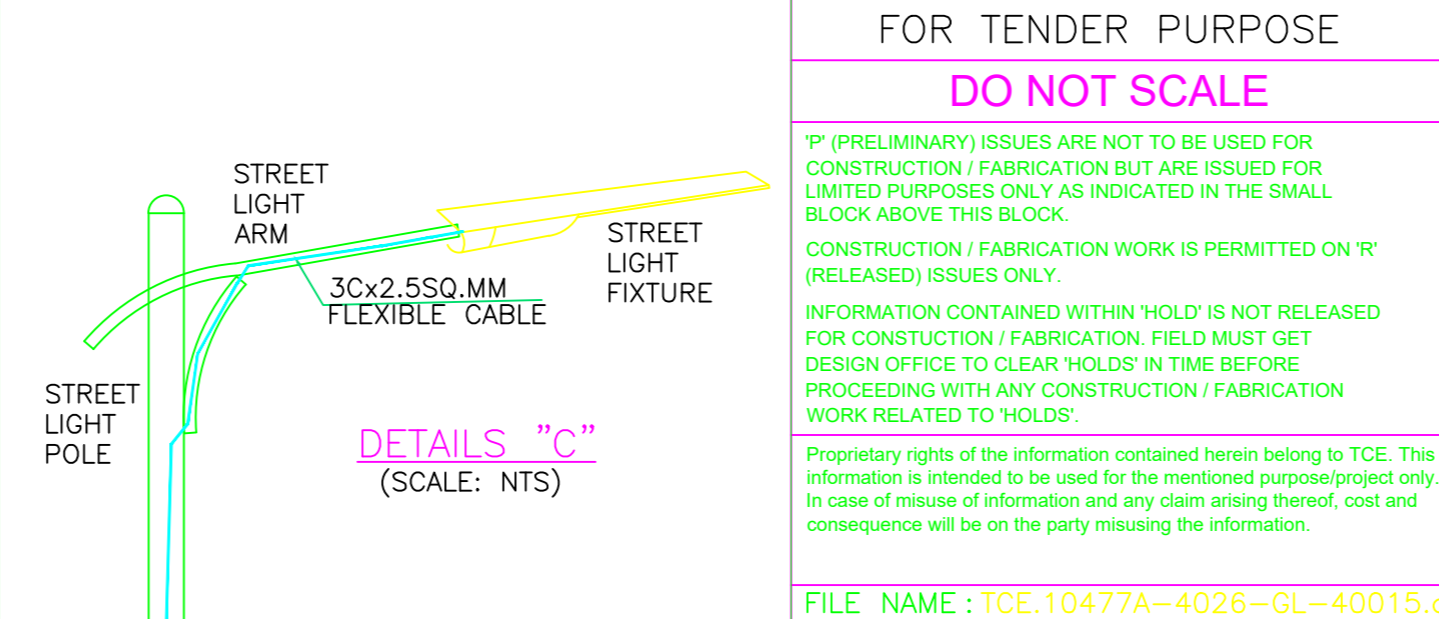 STREET
LIGHT
ARM
STREET
LIGHT
FIXTURE
3Cx2.5SQ.MM
FLEXIBLE CABLE
STREET
LIGHT
POLE
DETAILS "C"
(SCALE: NTS)
FOR TENDER PURPOSE
DO NOT SCALE
'P' (PRELIMINARY) ISSUES ARE NOT TO BE USED FOR
CONSTRUCTION / FABRICATION BUT ARE ISSUED FOR
LIMITED PURPOSES ONLY AS INDICATED IN THE SMALL
BLOCK ABOVE THIS BLOCK.
CONSTRUCTION / FABRICATION WORK IS PERMITTED ON 'R'
(RELEASED) ISSUES ONLY.
INFORMATION CONTAINED WITHIN 'HOLD' IS NOT RELEASED
FOR CONSTUCTION / FABRICATION. FIELD MUST GET
DESIGN OFFICE TO CLEAR 'HOLDS' IN TIME BEFORE
PROCEEDING WITH ANY CONSTRUCTION / FABRICATION
WORK RELATED TO 'HOLDS'.
Proprietary rights of the information contained herein belong to TCE. This
information is intended to be used for the mentioned purpose/project only.
In case of misuse of information and any claim arising thereof, cost and
consequence will be on the party misusing the information.
FILE NAME : TCE.10477A-4026-GL-40015.